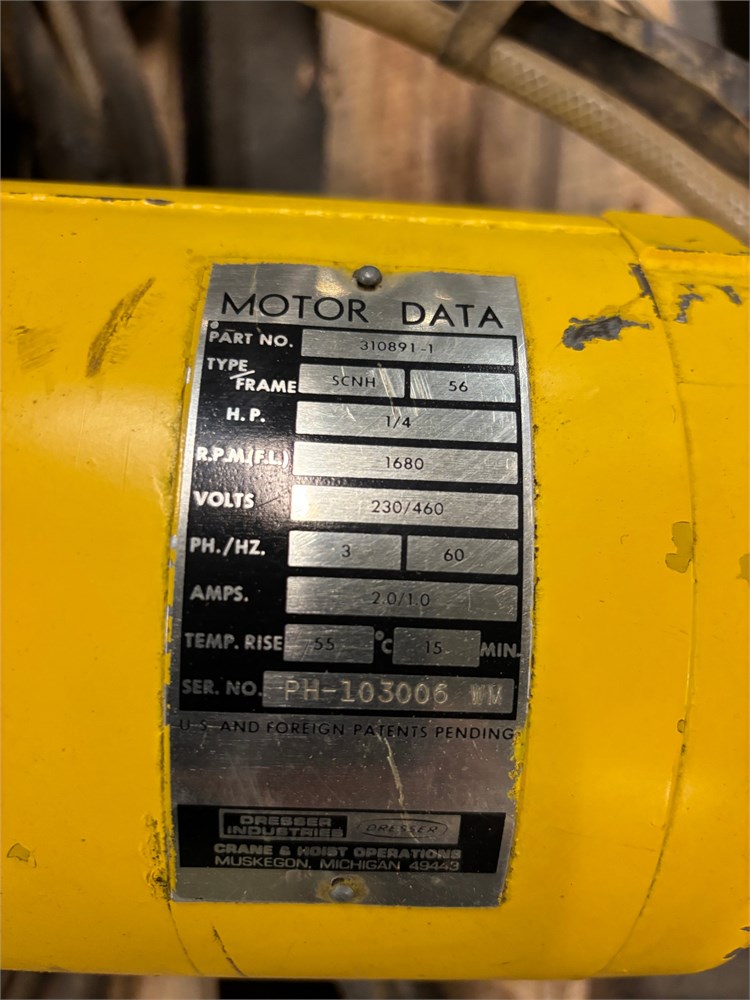 MOTOR DATA
PART NO. 310891-1
TYPE/FRAME SCNH 56
H.P. 1/4
R.P.M(F.L.) 1680
VOLTS 230/460
PH./HZ. 3 60
AMPS. 2.0/1.0
TEMP. RISE 55 °C 15 MIN.
SER. NO. PH-103006 WM
U.S. AND FOREIGN PATENTS PENDING
DRESSER INDUSTRIES DRESSER
CRANE & HOIST OPERATIONS
MUSKEGON, MICHIGAN 49443